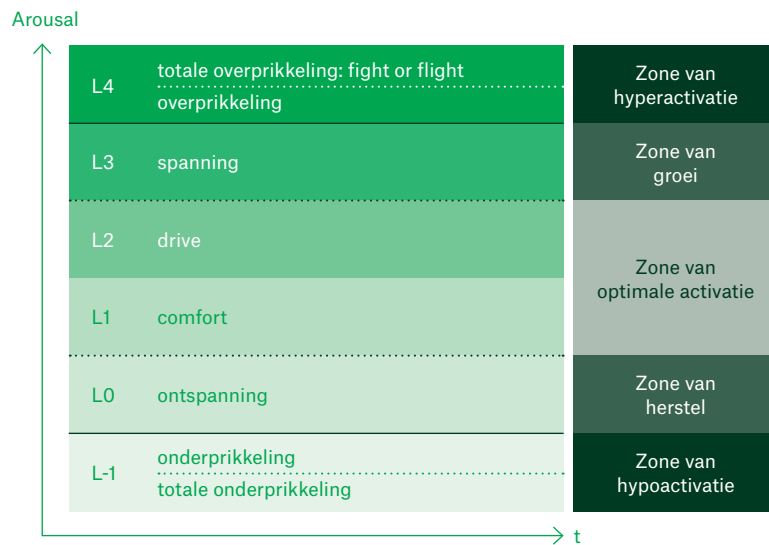 Arousal
L4
totale overprikkeling: fight or flight
overprikkeling
Zone van
hyperactivatie
L3
spanning
Zone van
groei
L2
drive
Zone van
optimale activatie
L1
comfort
L0
ontspanning
Zone van
herstel
L-1
onderprikkeling
totale onderprikkeling
Zone van
hypoactivatie
t